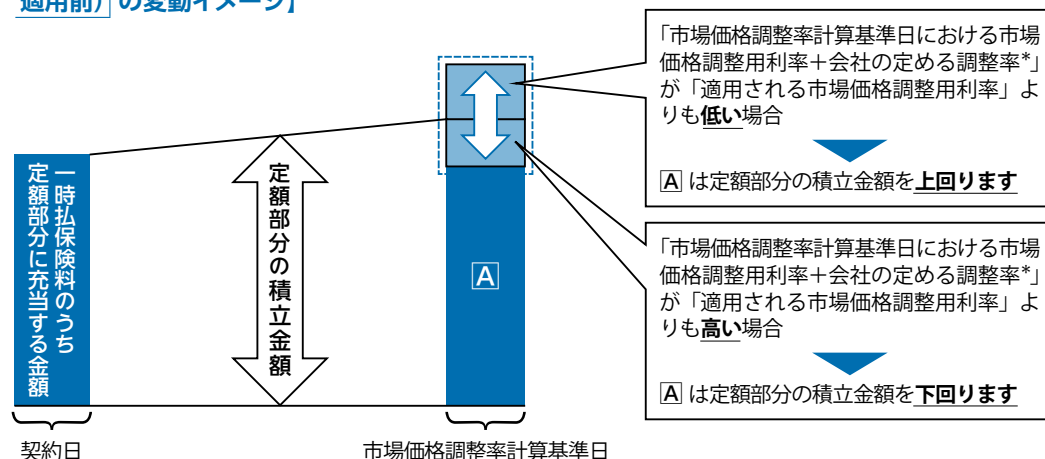 適用前）の変動イメージ】
「市場価格調整率計算基準日における市場
価格調整用利率＋会社の定める調整率*」
が「適用される市場価格調整用利率」よ
りも低い場合
Aは定額部分の積立金額を上回ります
「市場価格調整率計算基準日における市場
価格調整用利率＋会社の定める調整率*」
が「適用される市場価格調整用利率」よ
りも高い場合
Aは定額部分の積立金額を下回ります
一時払保険料のうち
定額部分に充当する金額
定額部分の積立金額
A
契約日
市場価格調整率計算基準日